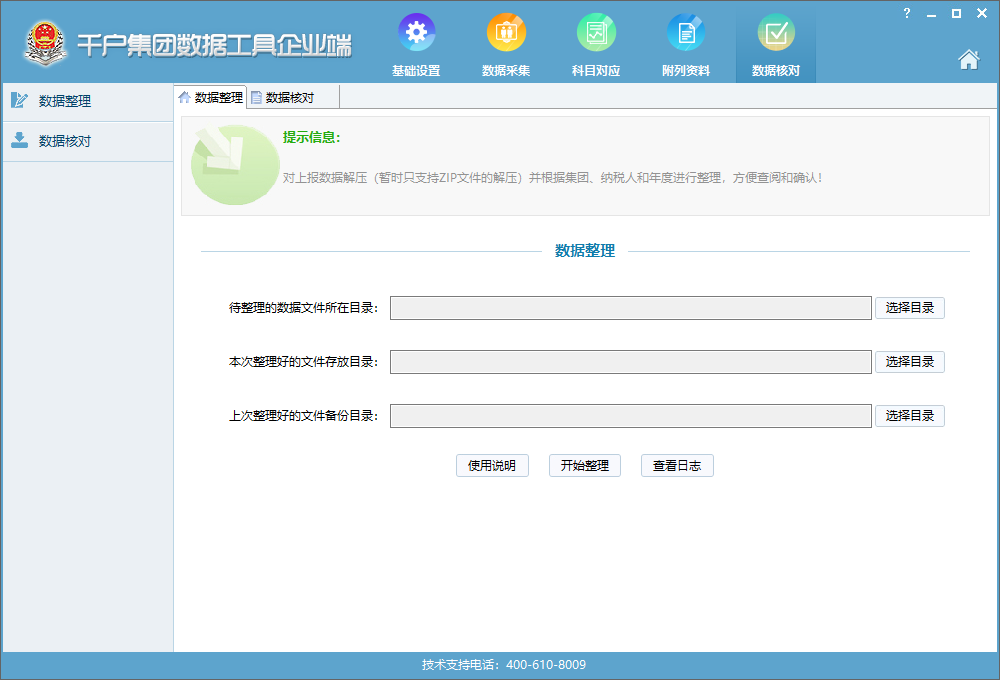 ?
千户集团数据工具企业端
基础设置 数据采集 科目对应 附列资料 数据核对
数据整理
数据核对
数据整理 数据核对
提示信息：
对上报数据解压（暂时只支持ZIP文件的解压）并根据集团、纳税人和年度进行整理，方便查阅和确认！
数据整理
待整理的数据文件所在目录： 选择目录
本次整理好的文件存放目录： 选择目录
上次整理好的文件备份目录： 选择目录
使用说明 开始整理 查看日志
技术支持电话：400-610-8009